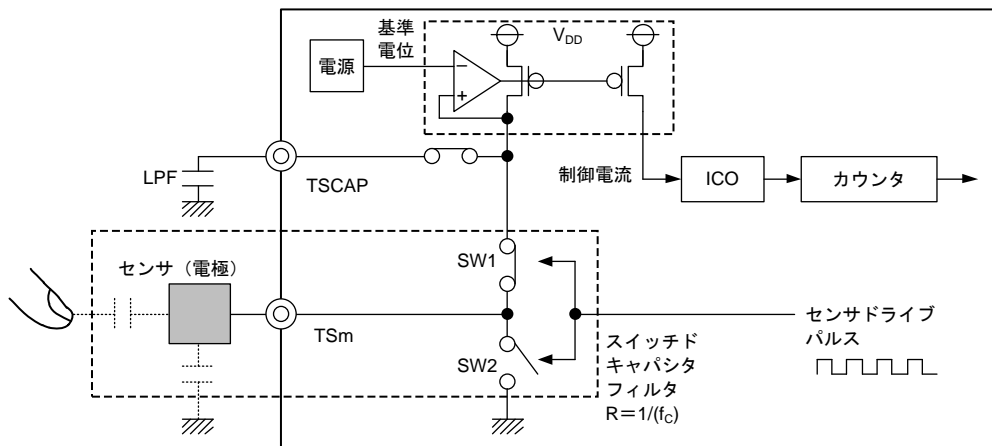 基準
電位
V_DD
電源
LPF
TSCAP
制御電流
ICO
カウンタ
センサ（電極）
SW1
TSm
センサドライブ
パルス
SW2
スイッチド
キャパシタ
フィルタ
R＝1/(f_C)